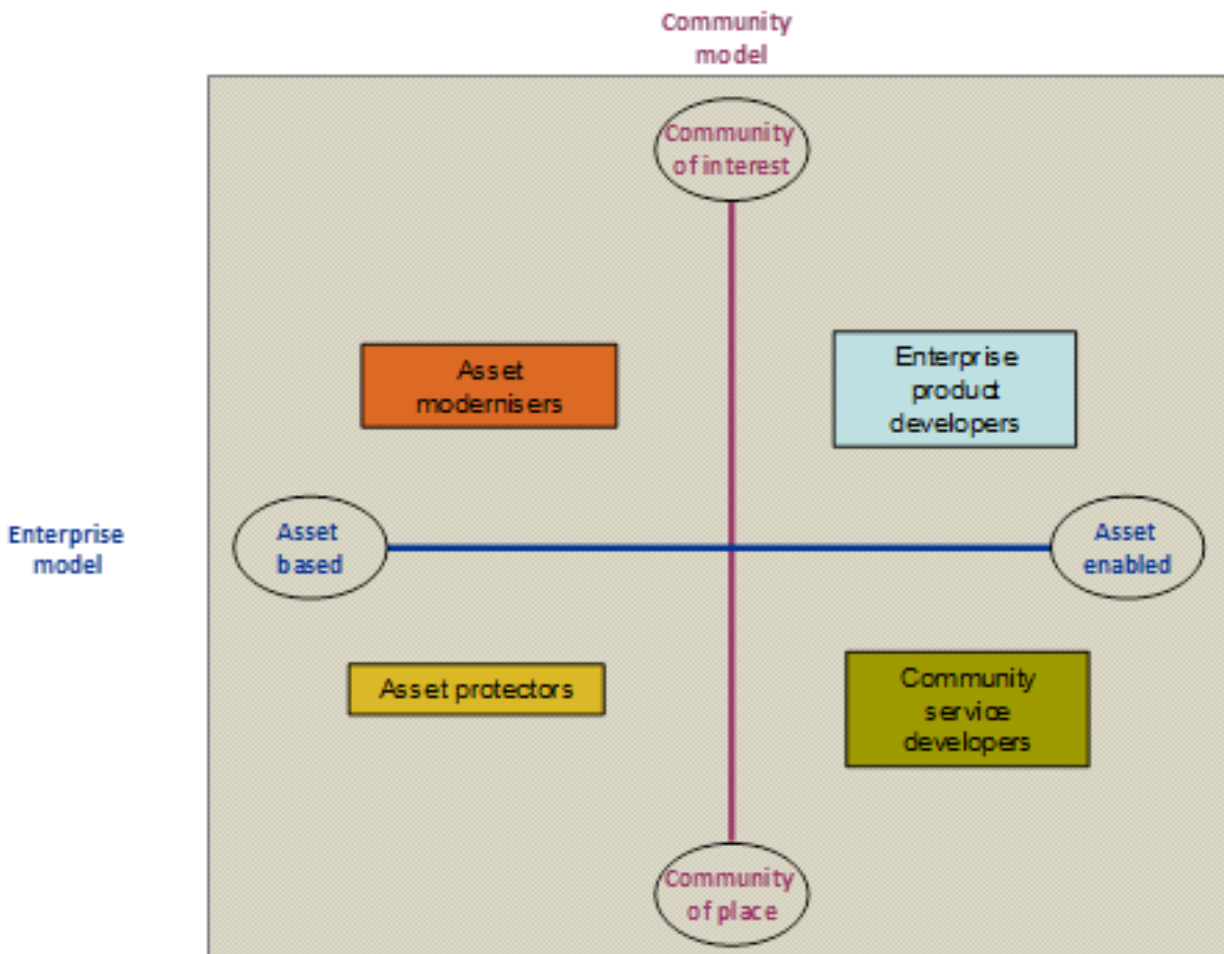 Community
model
Community
of interest
Asset
modernisers
Enterprise
product
developers
Enterprise
model
Asset
based
Asset
enabled
Asset protectors
Community
service
developers
Community
of place